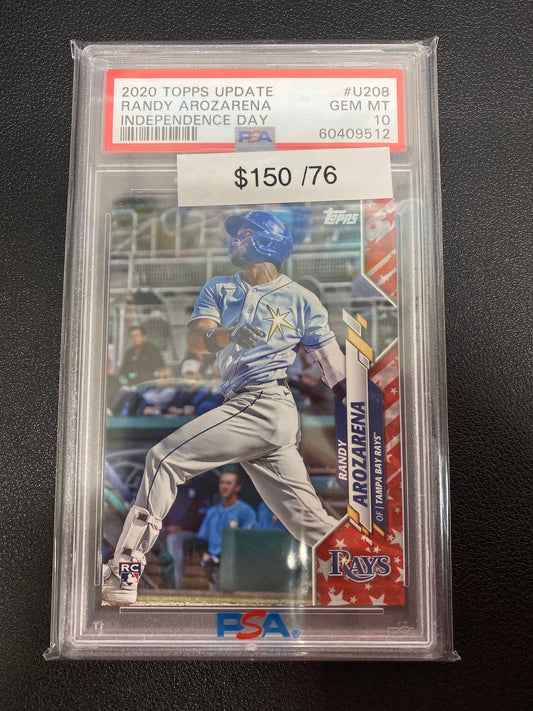 2020 TOPPS UPDATE #U208
RANDY AROZARENA GEM MT
INDEPENDENCE DAY 10
PSA 60409512
$150 /76
Topps
RANDY
AROZARENA
OF | TAMPA BAY RAYS™
RAYS
RC
PSA®